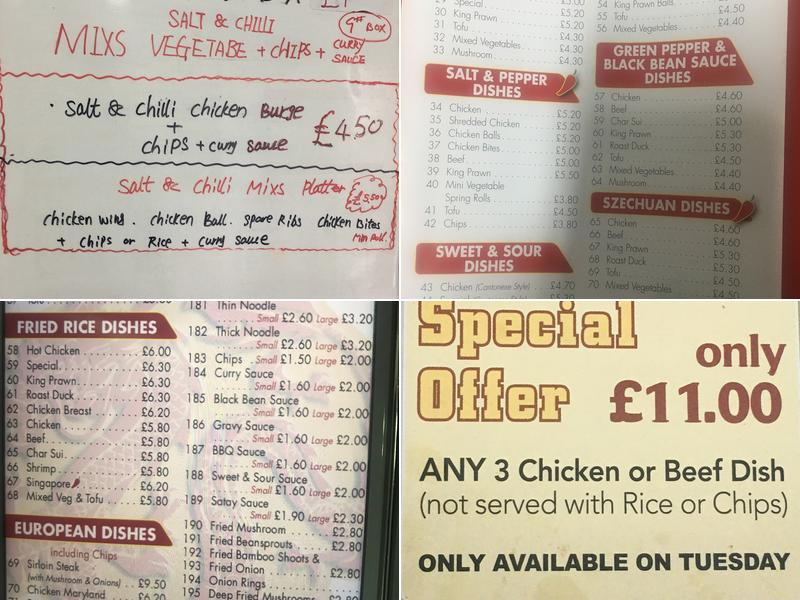 SALT & CHILLI
9" BOX
MIXS VEGETABE + CHIPS + CURRY SAUCE
· Salt & chilli chicken Burge
+
CHIPS + curry sauce
£4.50
Salt & Chilli Mixs Platter
£5.50
chicken wind. chicken Ball. Spare Ribs Chicken Bites
+ chips or Rice + curry sauce
Special £5.20
30 King Prawn £5.20
31 Tofu £4.30
32 Mixed Vegetables £4.30
33 Mushroom £4.30
SALT & PEPPER
DISHES
34 Chicken £5.20
35 Shredded Chicken £5.20
36 Chicken Balls £5.20
37 Chicken Bites £5.00
38 Beef £5.00
39 King Prawn £5.50
40 Mini Vegetable
Spring Rolls £3.80
41 Tofu £4.50
42 Chips £3.80
SWEET & SOUR
DISHES
43 Chicken (Cantonese Style) £4.70
54 King Prawn Balls
55 Tofu £4.50
56 Mixed Vegetables £4.40
GREEN PEPPER &
BLACK BEAN SAUCE
DISHES
57 Chicken £4.60
58 Beef £4.60
59 Char Sui £5.00
60 King Prawn £5.30
61 Roast Duck £5.30
62 Tofu £4.50
63 Mixed Vegetables £4.40
64 Mushroom £4.40
SZECHUAN DISHES
65 Chicken £4.60
66 Beef £4.60
67 King Prawn £5.30
68 Roast Duck £5.30
69 Tofu £4.50
70 Mixed Vegetables £4.50
FRIED RICE DISHES
58 Hot Chicken £6.00
59 Special £6.30
60 King Prawn £6.30
61 Roast Duck £6.30
62 Chicken Breast £6.20
63 Chicken £5.80
64 Beef £5.80
65 Char Sui £5.80
66 Shrimp £5.80
67 Singapore £6.20
68 Mixed Veg & Tofu £5.80
EUROPEAN DISHES
including Chips
69 Sirloin Steak
(with Mushroom & Onions) £9.50
70 Chicken Maryland £6.20
181 Thin Noodle
Small £2.60 Large £3.20
182 Thick Noodle
Small £2.60 Large £3.20
183 Chips Small £1.50 Large £2.00
184 Curry Sauce
Small £1.60 Large £2.00
185 Black Bean Sauce
Small £1.60 Large £2.00
186 Gravy Sauce
Small £1.60 Large £2.00
187 BBQ Sauce
Small £1.60 Large £2.00
188 Sweet & Sour Sauce
Small £1.60 Large £2.00
189 Satay Sauce
Small £1.90 Large £2.30
190 Fried Mushroom £2.80
191 Fried Beansprouts £2.80
192 Fried Bamboo Shoots &
193 Fried Onion £2.80
194 Onion Rings
195 Deep Fried Mushrooms £2.80
Special
Offer
only
£11.00
ANY 3 Chicken or Beef Dish
(not served with Rice or Chips)
ONLY AVAILABLE ON TUESDAY